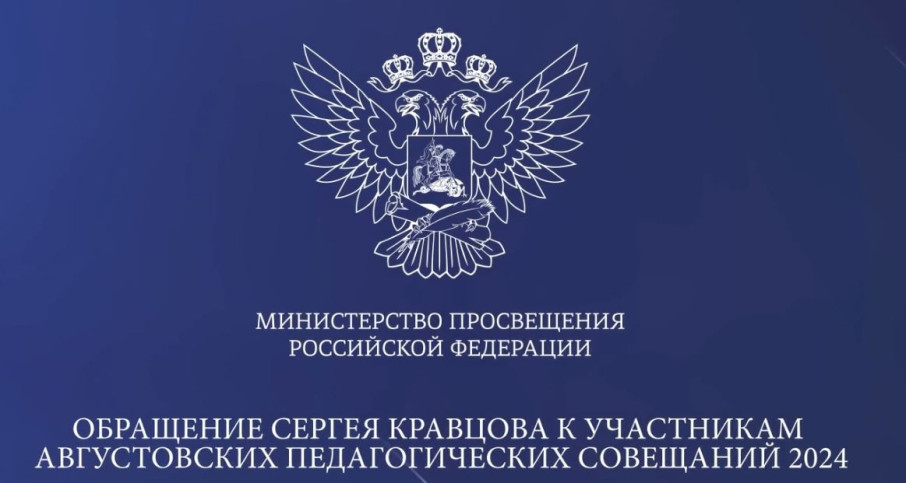 МИНИСТЕРСТВО ПРОСВЕЩЕНИЯ
РОССИЙСКОЙ ФЕДЕРАЦИИ
ОБРАЩЕНИЕ СЕРГЕЯ КРАВЦОВА К УЧАСТНИКАМ
АВГУСТОВСКИХ ПЕДАГОГИЧЕСКИХ СОВЕЩАНИЙ 2024